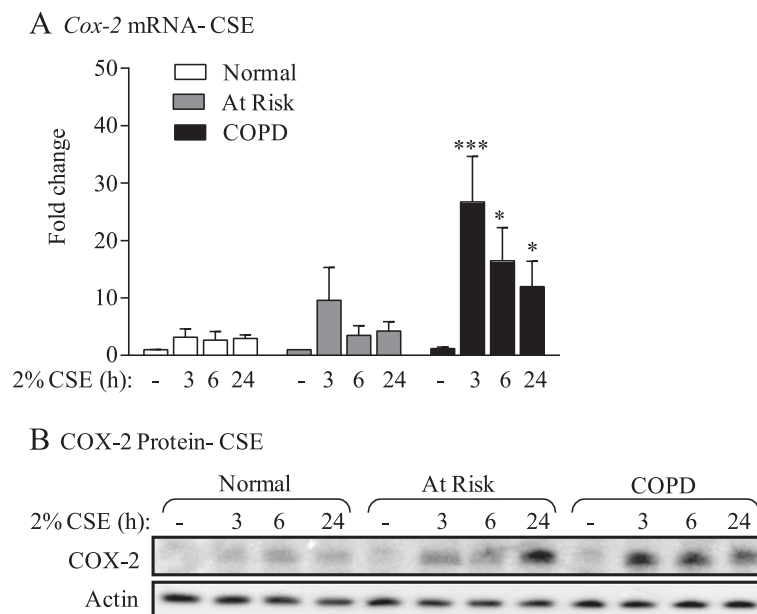 A Cox-2 mRNA- CSE
50
40
30
20
10
0
Fold change
Normal
At Risk
COPD
***
*
*
2% CSE (h): - 3 6 24 - 3 6 24 - 3 6 24
B COX-2 Protein- CSE
Normal At Risk COPD
2% CSE (h): - 3 6 24 - 3 6 24 - 3 6 24
COX-2
Actin